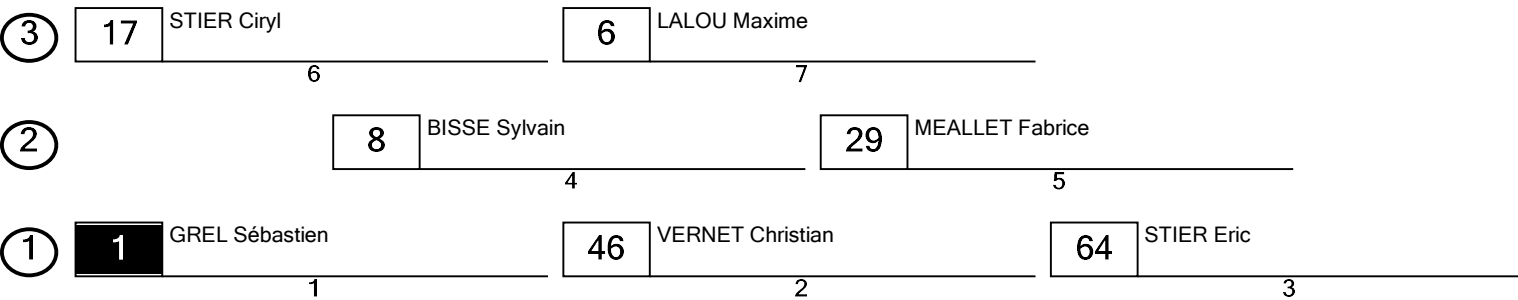 3 17 STIER Ciryl 6 LALOU Maxime
6 7
2 8 BISSE Sylvain 29 MEALLET Fabrice
4 5
1 1 GREL Sébastien 46 VERNET Christian 64 STIER Eric
1 2 3